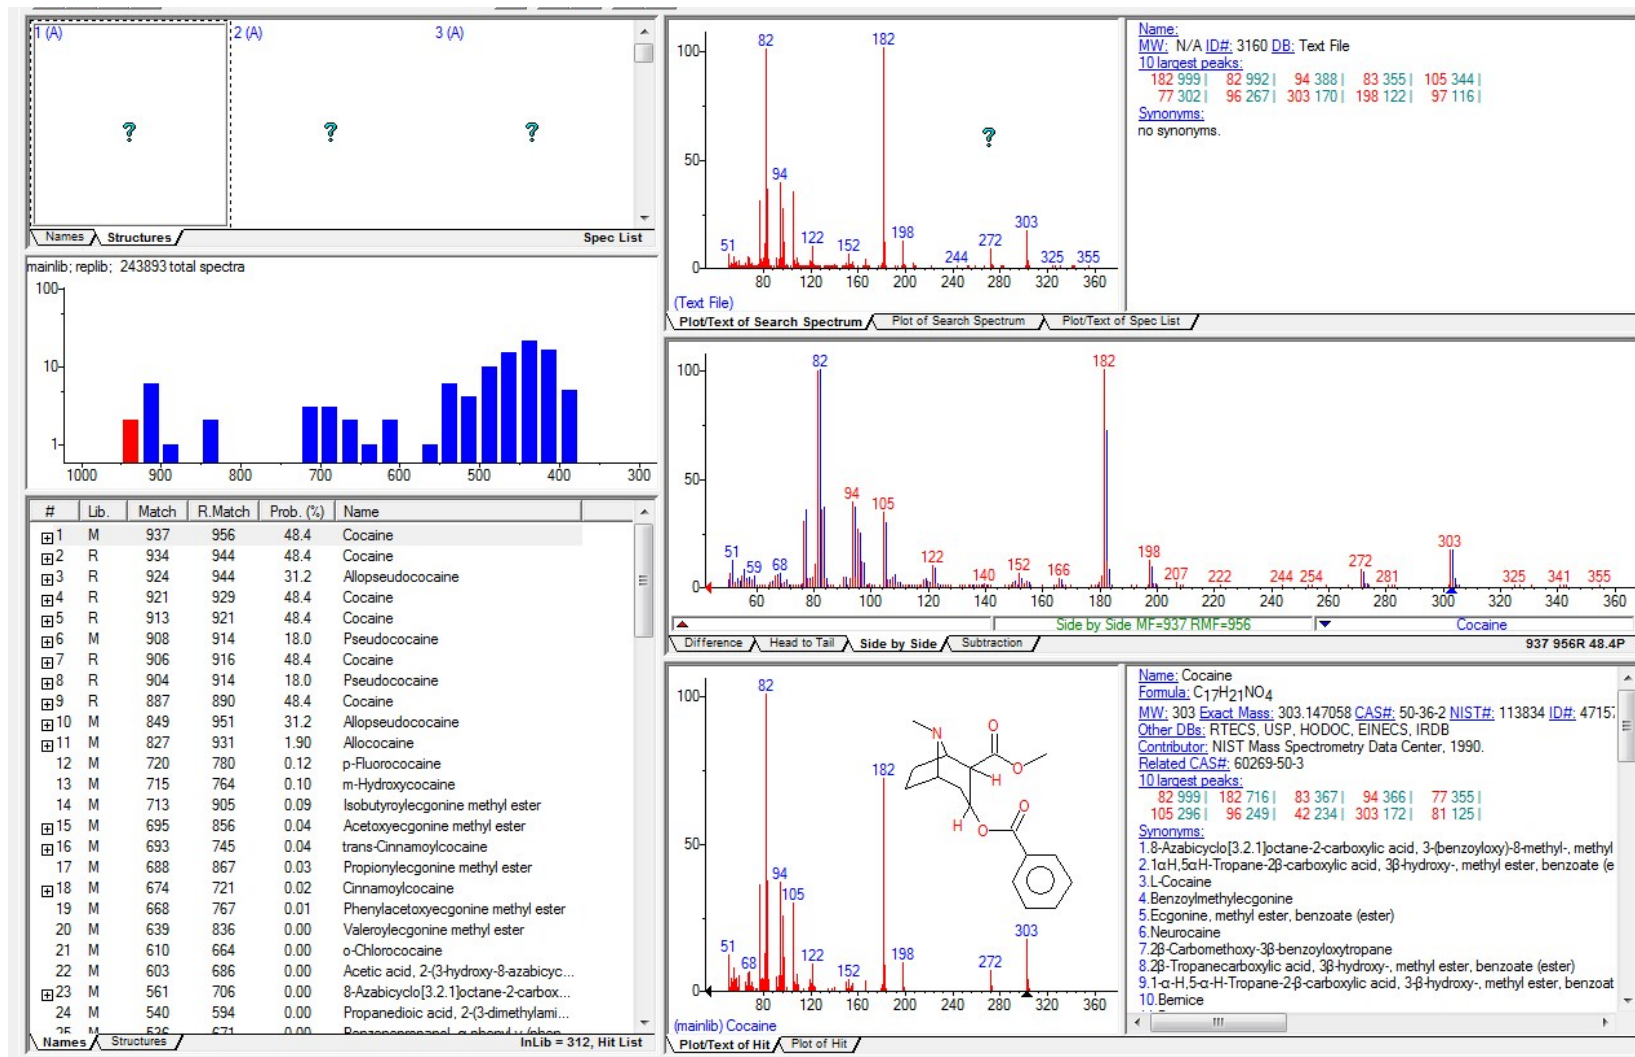 1 (A)
2 (A)
3 (A)
?
?
?
Names
Structures
Spec List
mainlib; replib; 243893 total spectra
100
10
1
1000 900 800 700 600 500 400 300
# Lib. Match R.Match Prob. (%) Name
1 M 937 956 48.4 Cocaine
2 R 934 944 48.4 Cocaine
3 R 924 944 31.2 Allopseudococaine
4 R 921 929 48.4 Cocaine
5 R 913 921 48.4 Cocaine
6 M 908 914 18.0 Pseudococaine
7 R 906 916 48.4 Cocaine
8 R 904 914 18.0 Pseudococaine
9 R 887 890 48.4 Cocaine
10 M 849 951 31.2 Allopseudococaine
11 M 827 931 1.90 Allococaine
12 M 720 780 0.12 p-Fluorococaine
13 M 715 764 0.10 m-Hydroxycocaine
14 M 713 905 0.09 Isobutyroylecgonine methyl ester
15 M 695 856 0.04 Acetoxyecgonine methyl ester
16 M 693 745 0.04 trans-Cinnamoylcocaine
17 M 688 867 0.03 Propionylecgonine methyl ester
18 M 674 721 0.02 Cinnamoylcocaine
19 M 668 767 0.01 Phenylacetoxyecgonine methyl ester
20 M 639 836 0.00 Valeroylecgonine methyl ester
21 M 610 664 0.00 o-Chlorococaine
22 M 603 686 0.00 Acetic acid, 2-(3-hydroxy-8-azabicyc...
23 M 561 706 0.00 8-Azabicyclo[3.2.1]octane-2-carbox...
24 M 540 594 0.00 Propanedioic acid, 2-(3-dimethylami...
Names
Structures
InLib = 312, Hit List
100
50
0
82
182
94
51
122
152
198
244
272
303
325
355
?
80 120 160 200 240 280 320 360
(Text File)
Plot/Text of Search Spectrum
Plot of Search Spectrum
Plot/Text of Spec List
Name:
MW: N/A ID#: 3160 DB: Text File
10 largest peaks:
182 999 | 82 992 | 94 388 | 83 355 | 105 344 |
77 302 | 96 267 | 303 170 | 198 122 | 97 116 |
Synonyms:
no synonyms.
100
50
0
82
182
94
105
51
59
68
122
140
152
166
198
207
222
244
254
272
281
303
325
341
355
60 80 100 120 140 160 180 200 220 240 260 280 300 320 340 360
Side by Side MF=937 RMF=956
Cocaine
Difference
Head to Tail
Side by Side
Subtraction
937 956R 48.4P
100
50
0
82
182
94
105
51
68
122
152
198
272
303
N
O
O
H
H
O
O
80 120 160 200 240 280 320 360
(mainlib) Cocaine
Plot/Text of Hit
Plot of Hit
Name: Cocaine
Formula: C17H21NO4
MW: 303 Exact Mass: 303.147058 CAS#: 50-36-2 NIST#: 113834 ID#: 4715
Other DBs: RTECS, USP, HODOC, EINECS, IRDB
Contributor: NIST Mass Spectrometry Data Center, 1990.
Related CAS#: 60269-50-3
10 largest peaks:
82 999 | 182 716 | 83 367 | 94 366 | 77 355 |
105 296 | 96 249 | 42 234 | 303 172 | 81 125 |
Synonyms:
1.8-Azabicyclo[3.2.1]octane-2-carboxylic acid, 3-(benzoyloxy)-8-methyl-, methyl
2.1αH,5αH-Tropane-2β-carboxylic acid, 3β-hydroxy-, methyl ester, benzoate (e
3.L-Cocaine
4.Benzoylmethylecgonine
5.Ecgonine, methyl ester, benzoate (ester)
6.Neurocaine
7.2β-Carbomethoxy-3β-benzoyloxytropane
8.2β-Tropanecarboxylic acid, 3β-hydroxy-, methyl ester, benzoate (ester)
9.1-α-H,5-α-H-Tropane-2-β-carboxylic acid, 3-β-hydroxy-, methyl ester, benzoat
10.Bernice